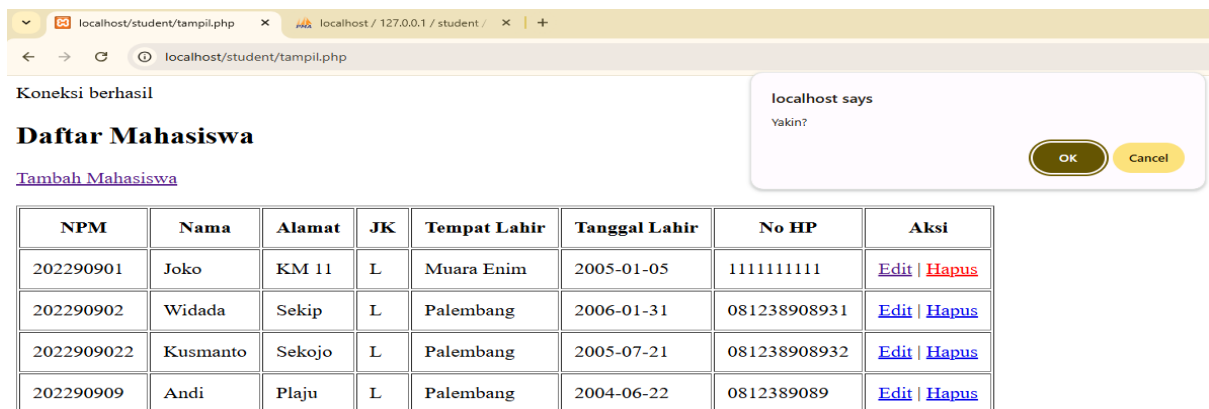 localhost/student/tampil.php × localhost / 127.0.0.1 / student / × +
localhost/student/tampil.php
Koneksi berhasil
localhost says
Yakin?
OK Cancel
Daftar Mahasiswa
Tambah Mahasiswa
NPM Nama Alamat JK Tempat Lahir Tanggal Lahir No HP Aksi
202290901 Joko KM 11 L Muara Enim 2005-01-05 1111111111 Edit | Hapus
202290902 Widada Sekip L Palembang 2006-01-31 081238908931 Edit | Hapus
2022909022 Kusmanto Sekojo L Palembang 2005-07-21 081238908932 Edit | Hapus
202290909 Andi Plaju L Palembang 2004-06-22 0812389089 Edit | Hapus